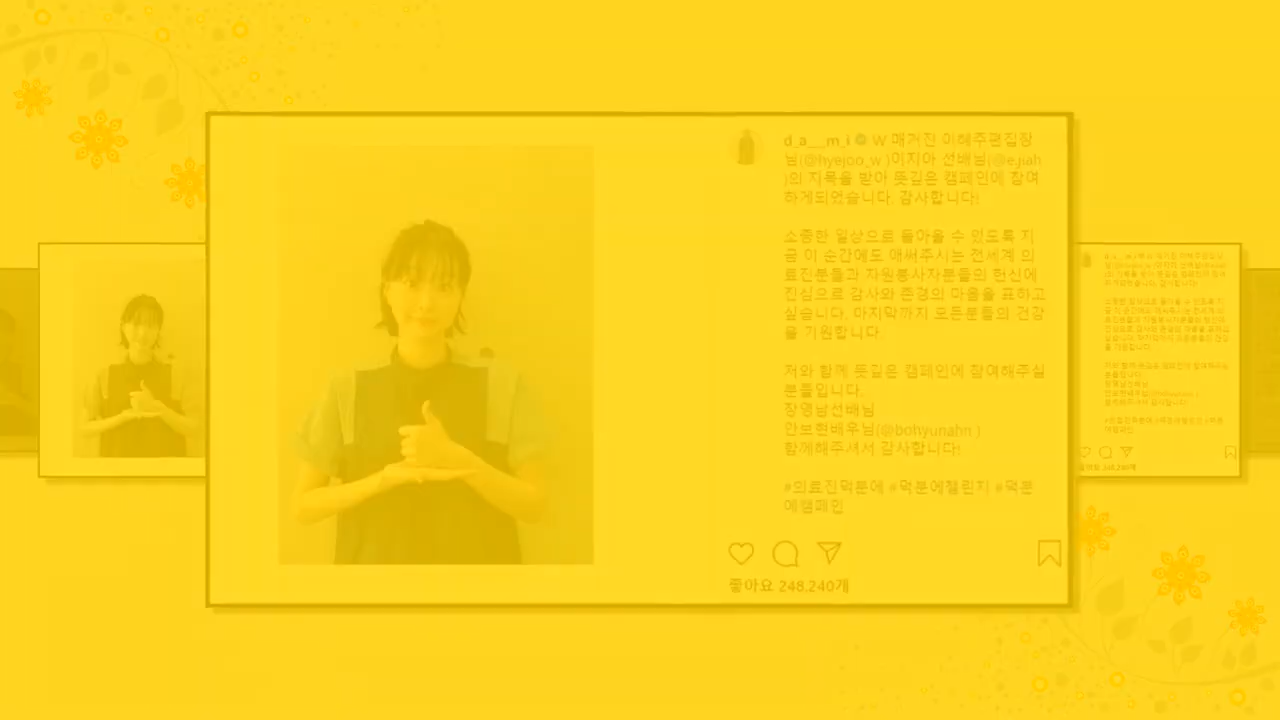 d_a__m_i W 매거진 이혜주편집장
님(@hyejoo_w )이지아 선배님(@e.jiah
)의 지목을 받아 뜻깊은 캠페인에 참여
하게되었습니다. 감사합니다!
소중한 일상으로 돌아올 수 있도록 지
금 이 순간에도 애써주시는 전세계 의
료진분들과 자원봉사자분들의 헌신에
진심으로 감사와 존경의 마음을 표하고
싶습니다. 마지막까지 모든분들의 건강
을 기원합니다.
저와 함께 뜻깊은 캠페인에 참여해주실
분들입니다.
장영남선배님
안보현배우님(@bohyunahn )
함께해주셔서 감사합니다!
#의료진덕분에 #덕분에챌린지 #덕분
에캠페인
좋아요 248,240개